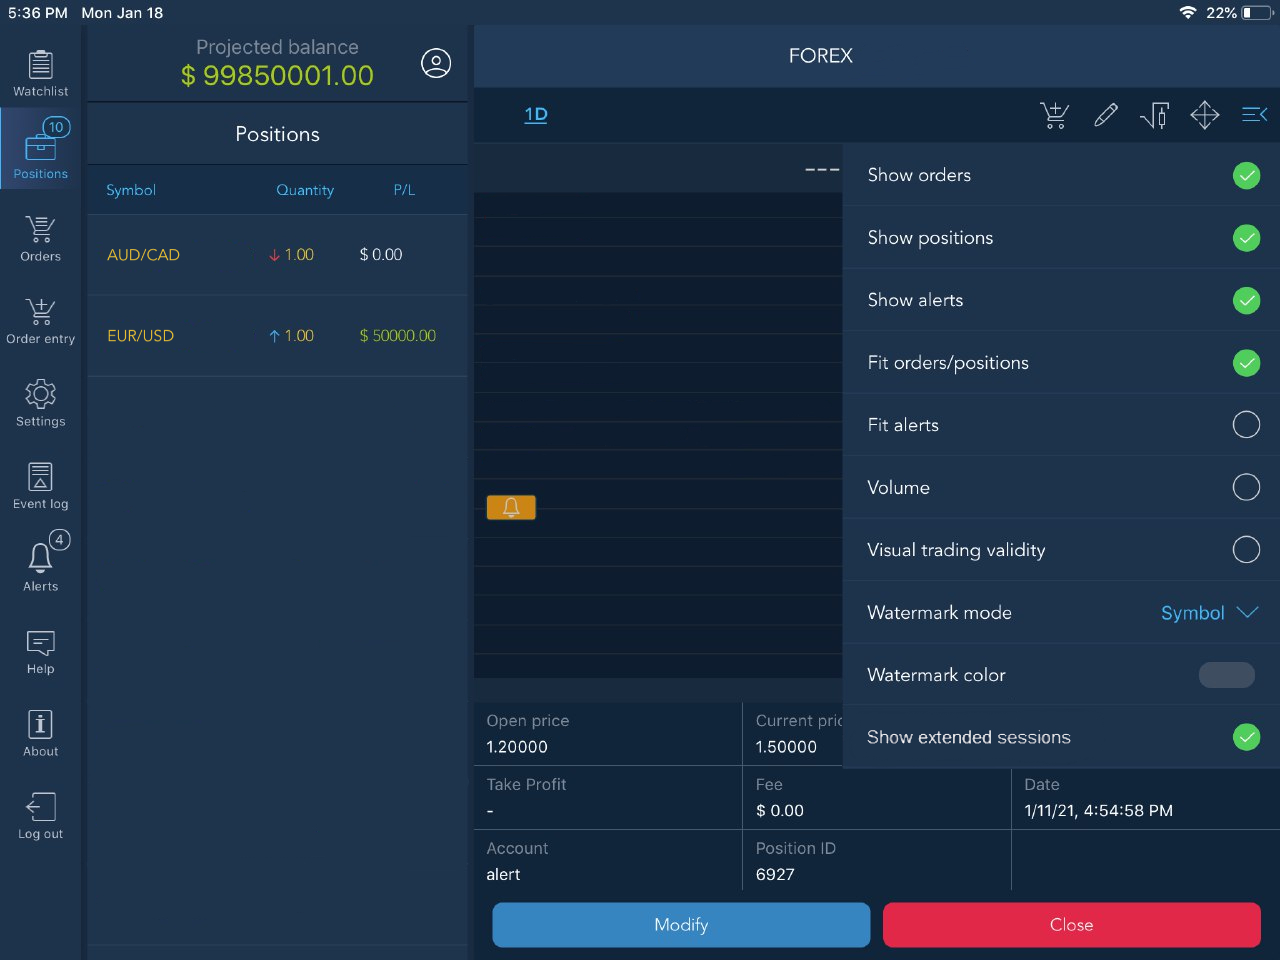 5:36 PM Mon Jan 18
22%
Watchlist
10
Positions
Orders
Order entry
Settings
Event log
4
Alerts
Help
About
Log out
Projected balance
$ 99850001.00
Positions
Symbol Quantity P/L
AUD/CAD 1.00 $ 0.00
EUR/USD 1.00 $ 50000.00
FOREX
1D
---
Show orders
Show positions
Show alerts
Fit orders/positions
Fit alerts
Volume
Visual trading validity
Watermark mode Symbol
Watermark color
Show extended sessions
Open price
1.20000
Current pric
1.50000
Take Profit
-
Fee
$ 0.00
Date
1/11/21, 4:54:58 PM
Account
alert
Position ID
6927
Modify
Close